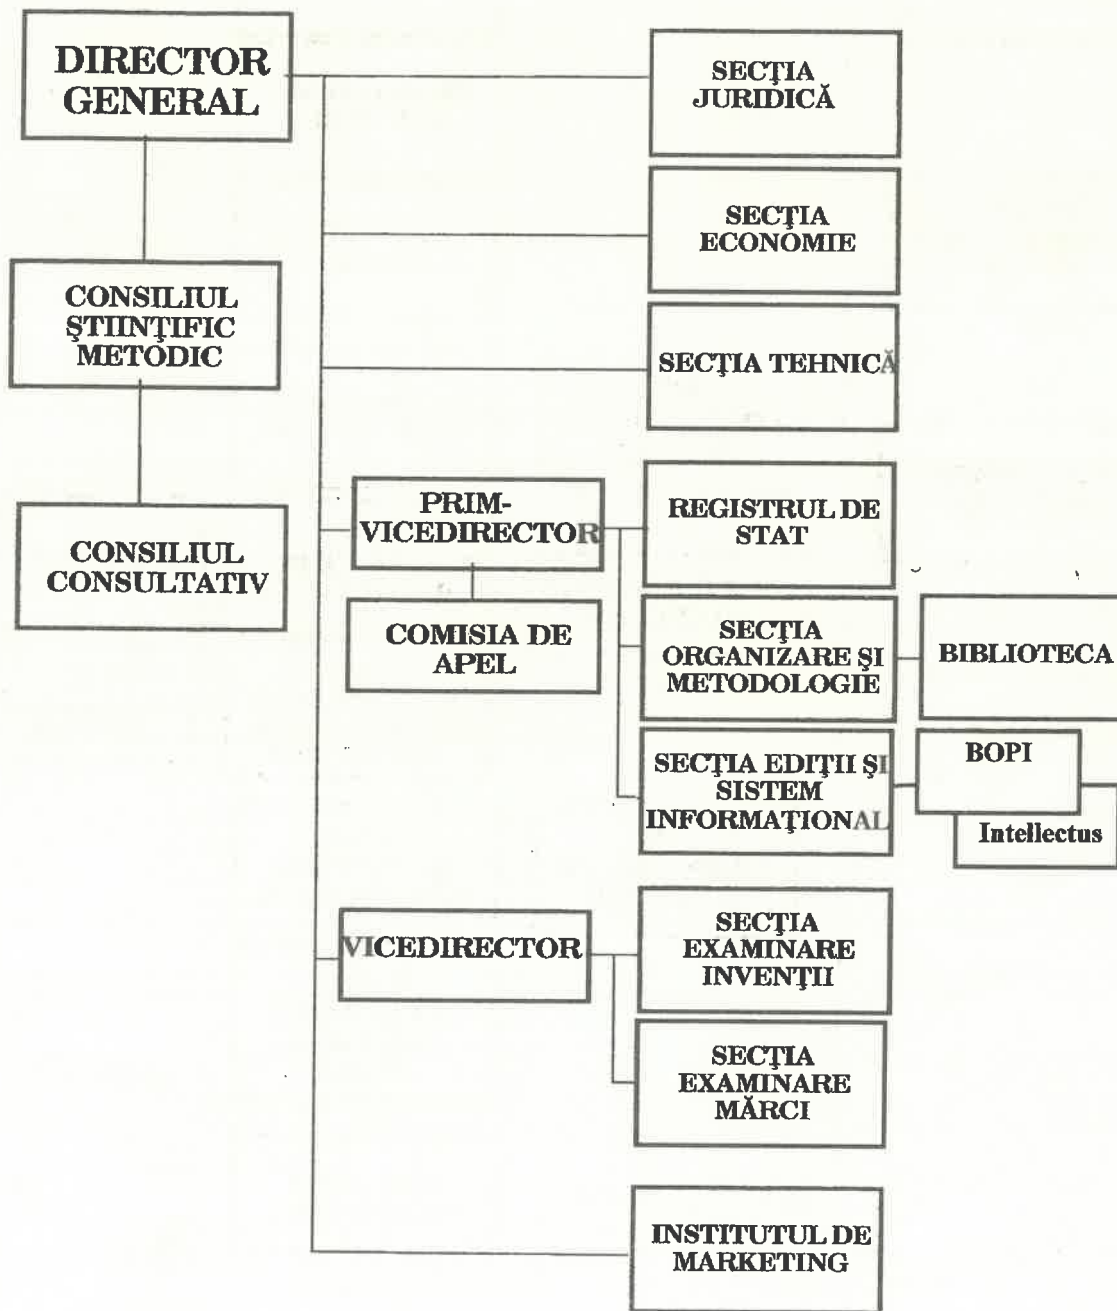 DIRECTOR
GENERAL
SECŢIA
JURIDICĂ
SECŢIA
ECONOMIE
CONSILIUL
ŞTIINŢIFIC
METODIC
SECŢIA TEHNICĂ
PRIM-
VICEDIRECTOR
REGISTRUL DE
STAT
CONSILIUL
CONSULTATIV
COMISIA DE
APEL
SECŢIA
ORGANIZARE ŞI
METODOLOGIE
BIBLIOTECA
SECŢIA EDIŢII ŞI
SISTEM
INFORMAŢIONAL
BOPI
Intellectus
VICEDIRECTOR
SECŢIA
EXAMINARE
INVENŢII
SECŢIA
EXAMINARE
MĂRCI
INSTITUTUL DE
MARKETING